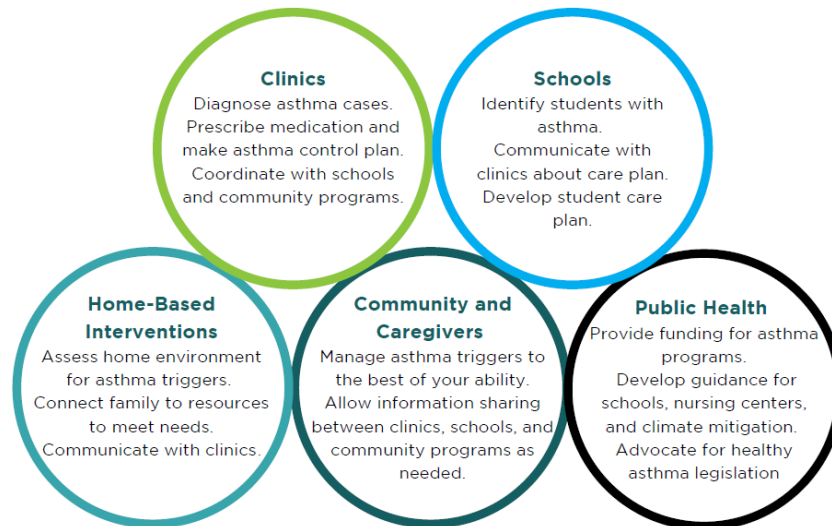 Clinics
Diagnose asthma cases.
Prescribe medication and
make asthma control plan.
Coordinate with schools
and community programs.
Schools
Identify students with
asthma.
Communicate with
clinics about care plan.
Develop student care
plan.
Home-Based
Interventions
Assess home environment
for asthma triggers.
Connect family to resources
to meet needs.
Communicate with clinics.
Community and
Caregivers
Manage asthma triggers to
the best of your ability.
Allow information sharing
between clinics, schools, and
community programs as
needed.
Public Health
Provide funding for asthma
programs.
Develop guidance for
schools, nursing centers,
and climate mitigation.
Advocate for healthy
asthma legislation